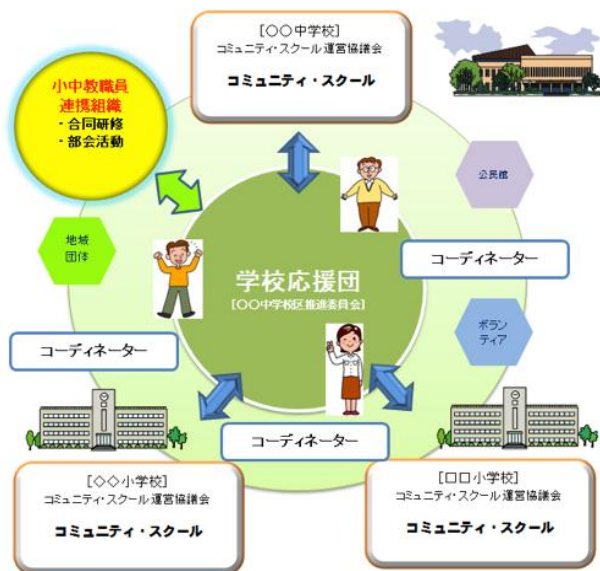 [〇〇中学校]
コミュニティ・スクール運営協議会
コミュニティ・スクール
小中教職員
連携組織
・合同研修
・部会活動
公民館
地域
団体
コーディネーター
学校応援団
[〇〇中学校区推進委員会]
ボラン
ティア
コーディネーター
コーディネーター
[◇◇小学校]
コミュニティ・スクール運営協議会
コミュニティ・スクール
[□□小学校]
コミュニティ・スクール運営協議会
コミュニティ・スクール